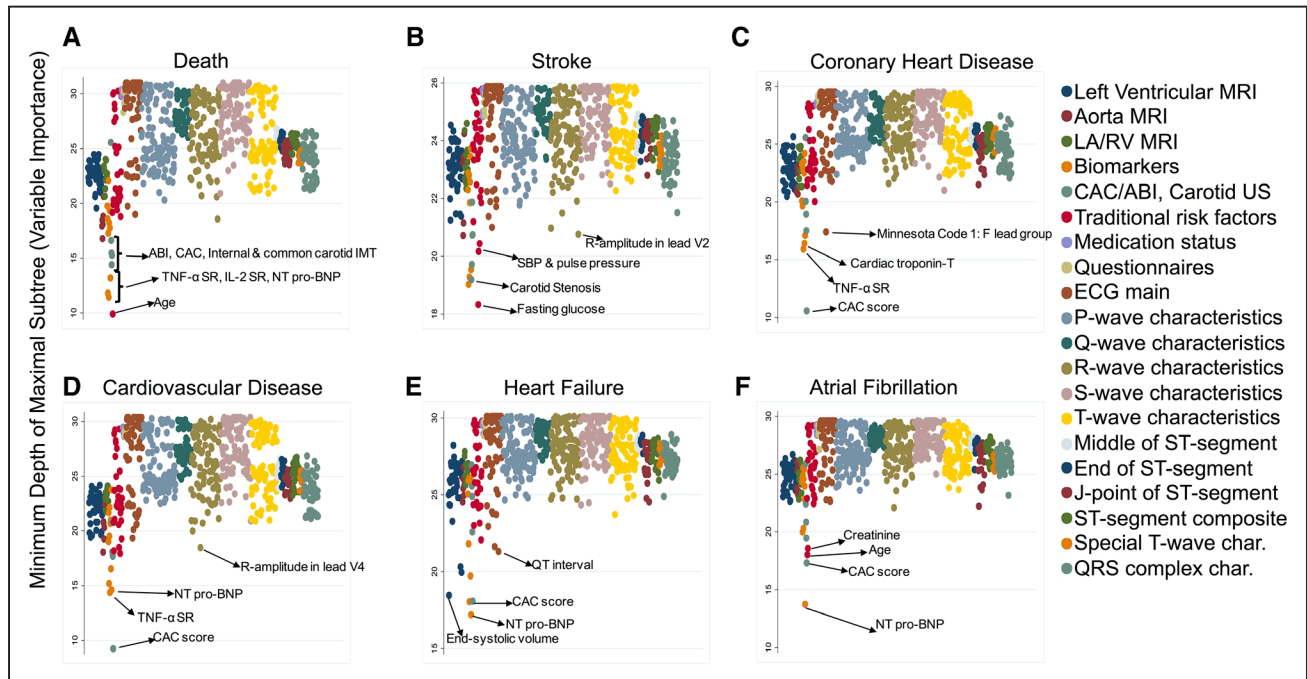 Minimum Depth of Maximal Subtree (Variable Importance)
A
Death
30
25
20
15
10
ABI, CAC, Internal & common carotid IMT
TNF-α SR, IL-2 SR, NT pro-BNP
Age
B
Stroke
26
24
22
20
18
R-amplitude in lead V2
SBP & pulse pressure
Carotid Stenosis
Fasting glucose
C
Coronary Heart Disease
30
25
20
15
10
Minnesota Code 1: F lead group
Cardiac troponin-T
TNF-α SR
CAC score
D
Cardiovascular Disease
30
25
20
15
10
R-amplitude in lead V4
NT pro-BNP
TNF-α SR
CAC score
E
Heart Failure
30
25
20
15
QT interval
CAC score
NT pro-BNP
End-systolic volume
F
Atrial Fibrillation
30
25
20
15
10
Creatinine
Age
CAC score
NT pro-BNP
Left Ventricular MRI
Aorta MRI
LA/RV MRI
Biomarkers
CAC/ABI, Carotid US
Traditional risk factors
Medication status
Questionnaires
ECG main
P-wave characteristics
Q-wave characteristics
R-wave characteristics
S-wave characteristics
T-wave characteristics
Middle of ST-segment
End of ST-segment
J-point of ST-segment
ST-segment composite
Special T-wave char.
QRS complex char.